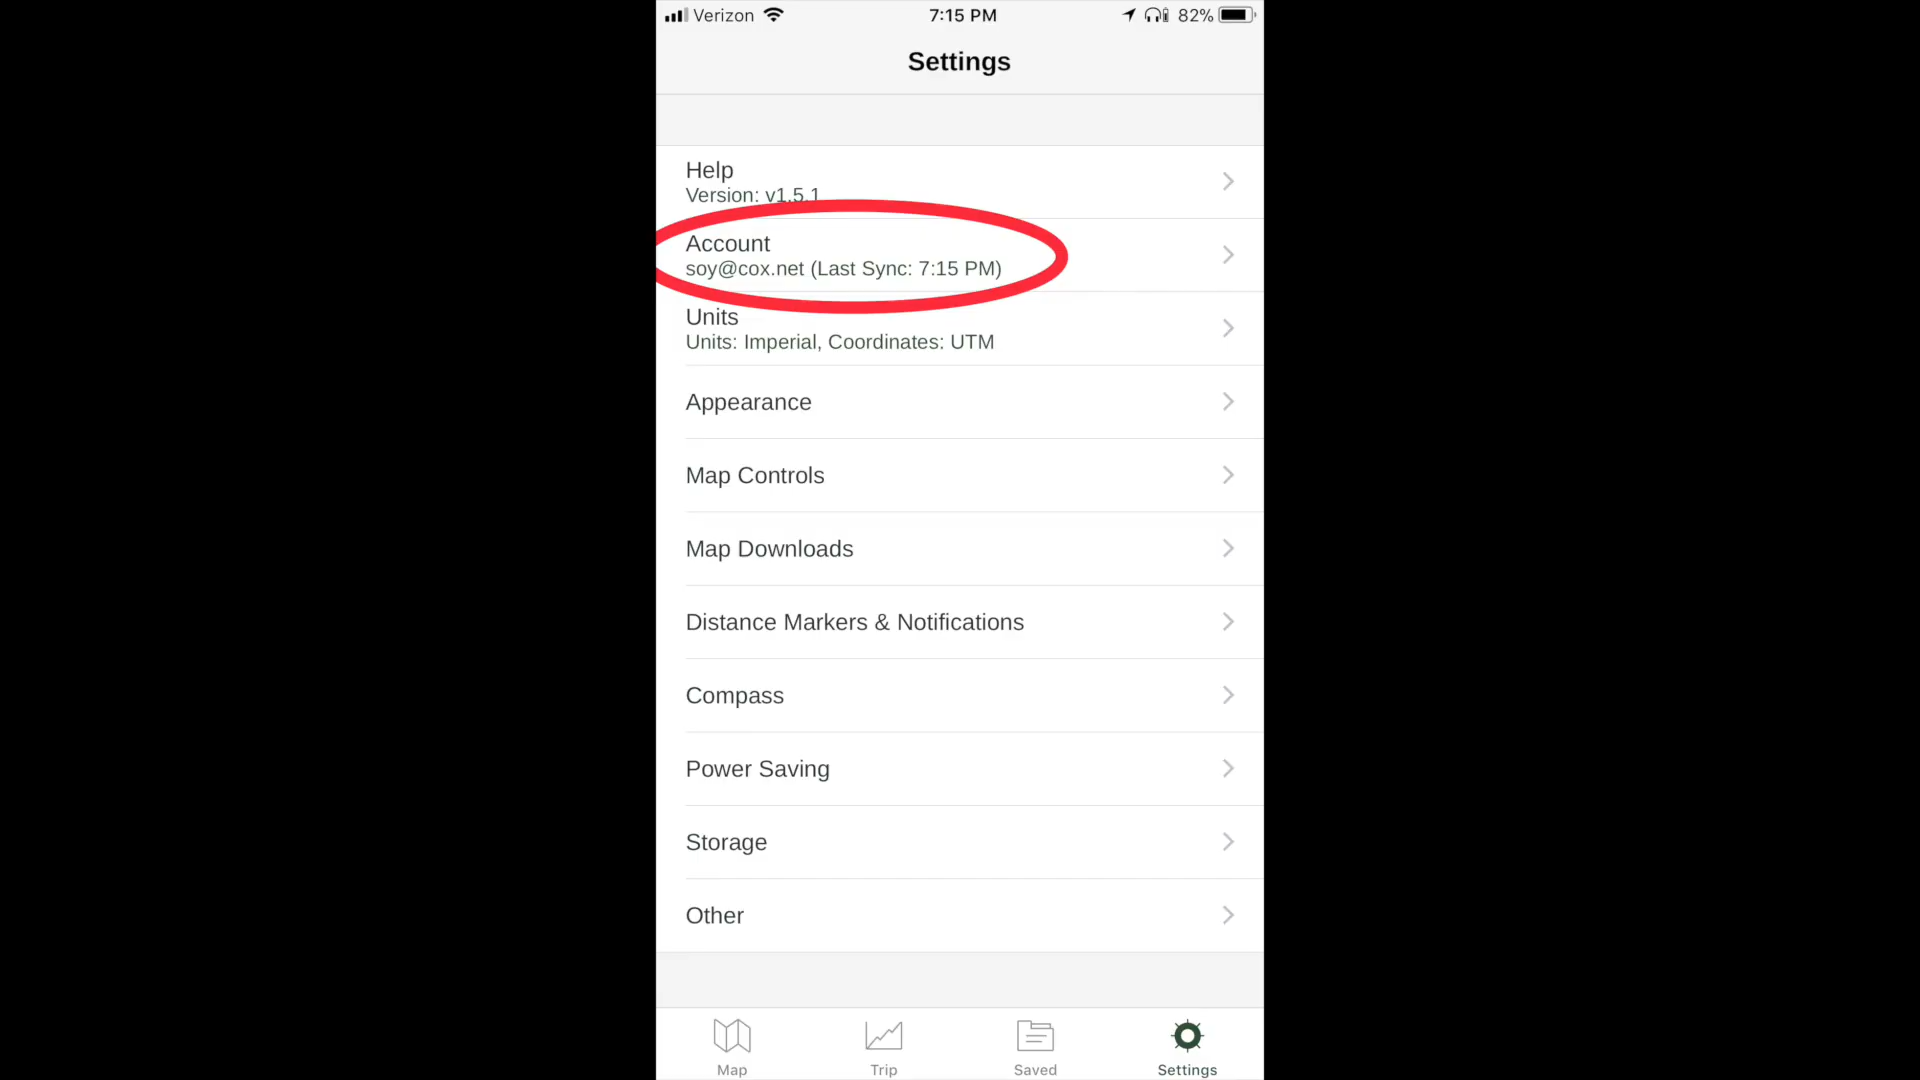 Verizon 7:15 PM 82%
Settings
Help
Version: v1.5.1
Account
soy@cox.net (Last Sync: 7:15 PM)
Units
Units: Imperial, Coordinates: UTM
Appearance
Map Controls
Map Downloads
Distance Markers & Notifications
Compass
Power Saving
Storage
Other
Map Trip Saved Settings